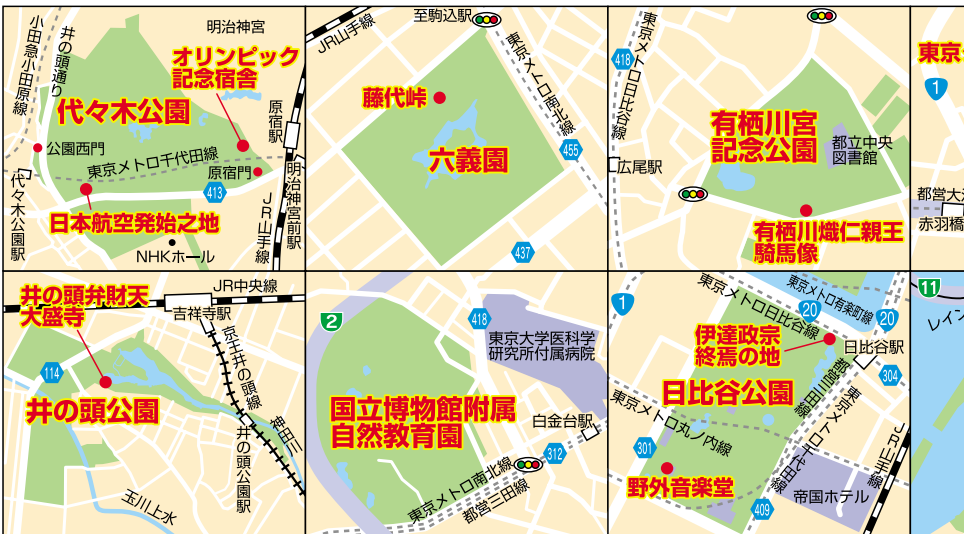 小田急小田原線
井の頭通り
明治神宮
オリンピック
記念宿舎
代々木公園
原宿駅
公園西門
東京メトロ千代田線
原宿門
413
代々木公園駅
日本航空発始之地
NHKホール
JR山手線
明治神宮前駅
JR山手線
至駒込駅
東京メトロ南北線
藤代峠
六義園
455
437
418
東京メトロ日比谷線
有栖川宮
記念公園
都立中央
図書館
広尾駅
有栖川熾仁親王
騎馬像
1
赤羽橋
井の頭弁財天
大盛寺
JR中央線
吉祥寺駅
京王井の頭線
114
井の頭公園
神田川
井の頭公園駅
玉川上水
2
418
東京大学医科学
研究所付属病院
国立博物館附属
自然教育園
白金台駅
312
東京メトロ南北線
都営三田線
1
東京メトロ日比谷線
東京メトロ有楽町線
20
20
伊達政宗
終焉の地
日比谷駅
304
日比谷公園
都営三田線
東京メトロ千代田線
東京メトロ丸ノ内線
301
野外音楽堂
帝国ホテル
409
JR山手線
11
レイン